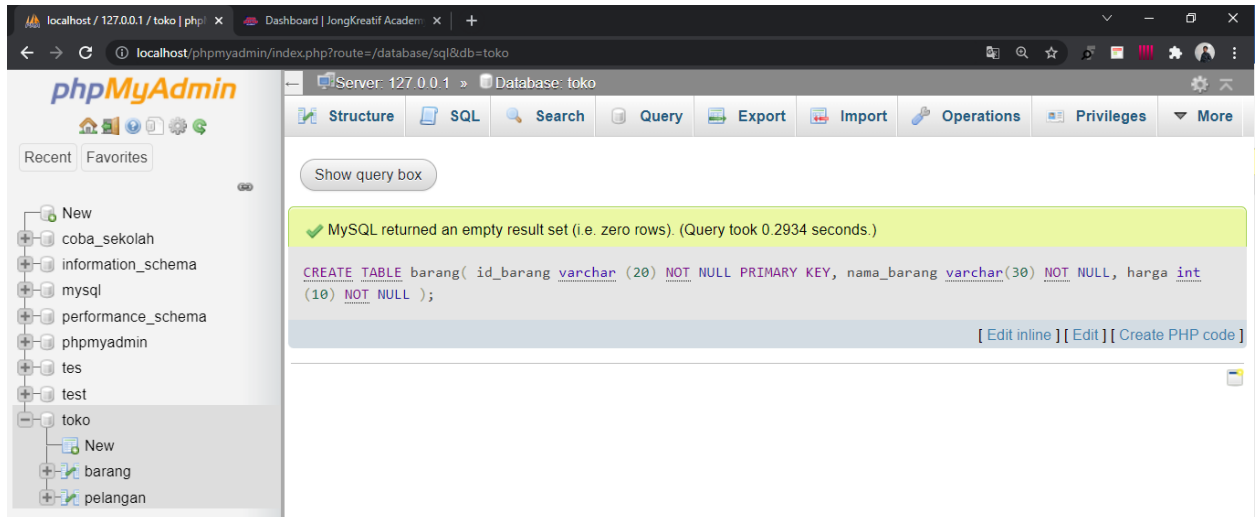 localhost / 127.0.0.1 / toko | php
Dashboard | JongKreatif Academ
localhost/phpmyadmin/index.php?route=/database/sql&db=toko
phpMyAdmin
Recent Favorites
New
coba_sekolah
information_schema
mysql
performance_schema
phpmyadmin
tes
test
toko
New
barang
pelangan
Server: 127.0.0.1 » Database: toko
Structure SQL Search Query Export Import Operations Privileges More
Show query box
MySQL returned an empty result set (i.e. zero rows). (Query took 0.2934 seconds.)
CREATE TABLE barang( id_barang varchar (20) NOT NULL PRIMARY KEY, nama_barang varchar(30) NOT NULL, harga int
(10) NOT NULL );
[ Edit inline ] [ Edit ] [ Create PHP code ]